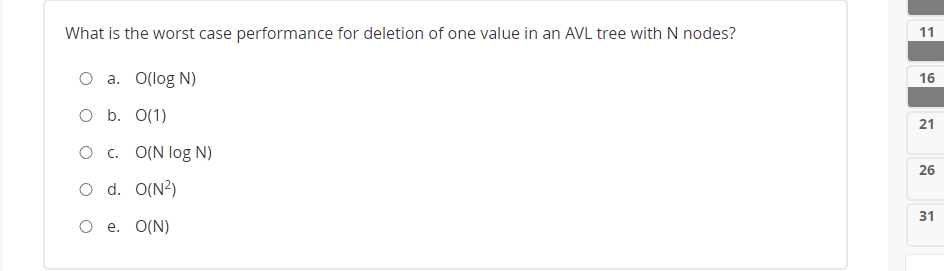 What is the worst case performance for deletion of one value in an AVL tree with N nodes?
a. O(log N)
b. O(1)
c. O(N log N)
d. O(N²)
e. O(N)
11
16
21
26
31